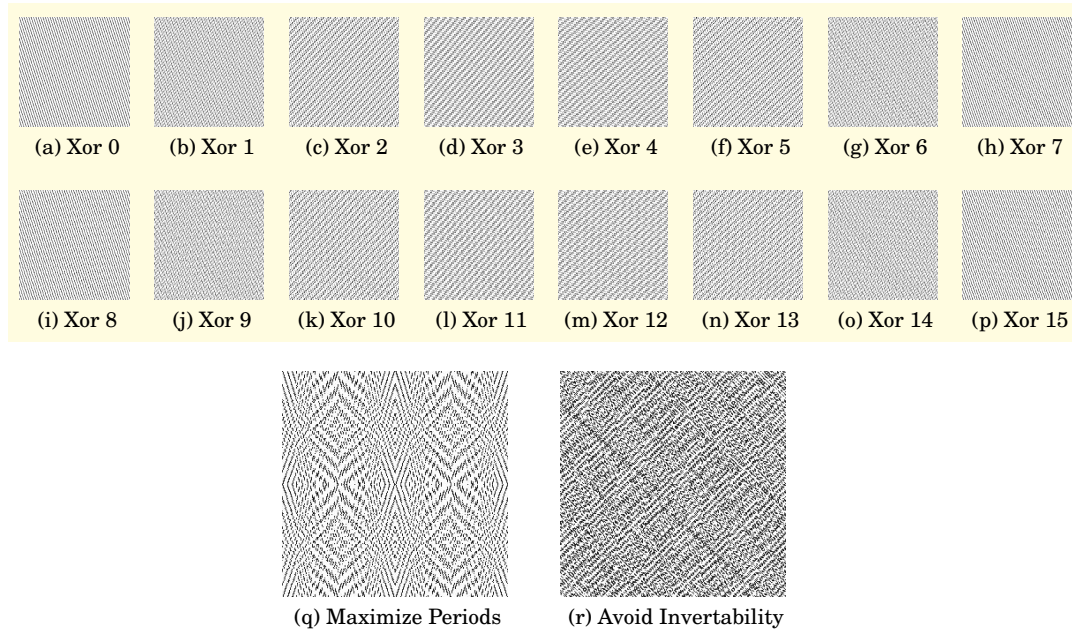 (a) Xor 0 (b) Xor 1 (c) Xor 2 (d) Xor 3 (e) Xor 4 (f) Xor 5 (g) Xor 6 (h) Xor 7
(i) Xor 8 (j) Xor 9 (k) Xor 10 (l) Xor 11 (m) Xor 12 (n) Xor 13 (o) Xor 14 (p) Xor 15
(q) Maximize Periods (r) Avoid Invertability